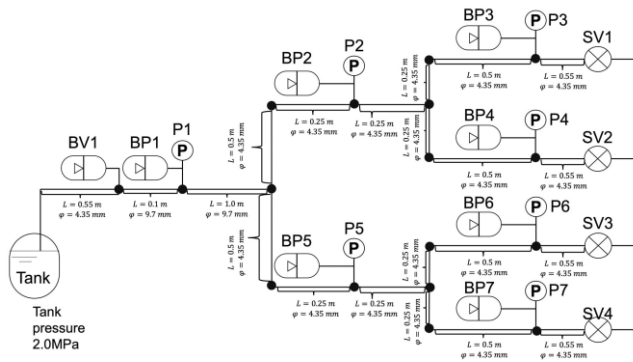 BP3
P
P3
SV1
L = 0.5 m
φ = 4.35 mm
L = 0.55 m
φ = 4.35 mm
L = 0.25 m
φ = 4.35 mm
BP2
P2
P
L = 0.25 m
φ = 4.35 mm
L = 0.25 m
φ = 4.35 mm
L = 0.25 m
φ = 4.35 mm
BP4
P
P4
SV2
L = 0.5 m
φ = 4.35 mm
L = 0.55 m
φ = 4.35 mm
L = 0.5 m
φ = 4.35 mm
BV1
BP1
P1
P
L = 0.55 m
φ = 4.35 mm
L = 0.1 m
φ = 9.7 mm
L = 1.0 m
φ = 9.7 mm
L = 0.5 m
φ = 4.35 mm
Tank
Tank
pressure
2.0MPa
BP5
P5
P
L = 0.25 m
φ = 4.35 mm
L = 0.25 m
φ = 4.35 mm
BP6
P
P6
SV3
L = 0.5 m
φ = 4.35 mm
L = 0.55 m
φ = 4.35 mm
L = 0.25 m
φ = 4.35 mm
L = 0.25 m
φ = 4.35 mm
BP7
P
P7
SV4
L = 0.5 m
φ = 4.35 mm
L = 0.55 m
φ = 4.35 mm